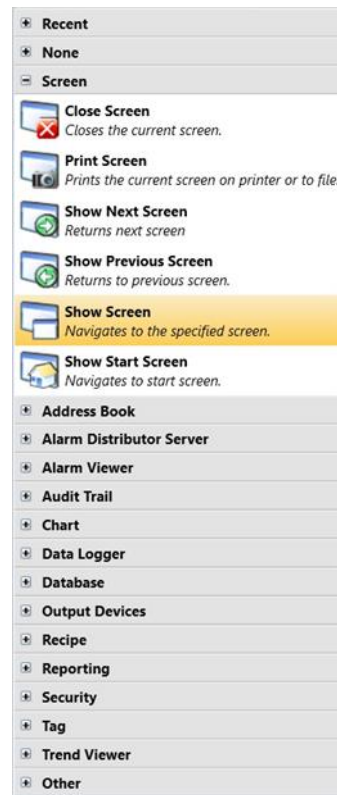 Recent
None
Screen
Close Screen
Closes the current screen.
Print Screen
Prints the current screen on printer or to file.
Show Next Screen
Returns next screen
Show Previous Screen
Returns to previous screen.
Show Screen
Navigates to the specified screen.
Show Start Screen
Navigates to start screen.
Address Book
Alarm Distributor Server
Alarm Viewer
Audit Trail
Chart
Data Logger
Database
Output Devices
Recipe
Reporting
Security
Tag
Trend Viewer
Other